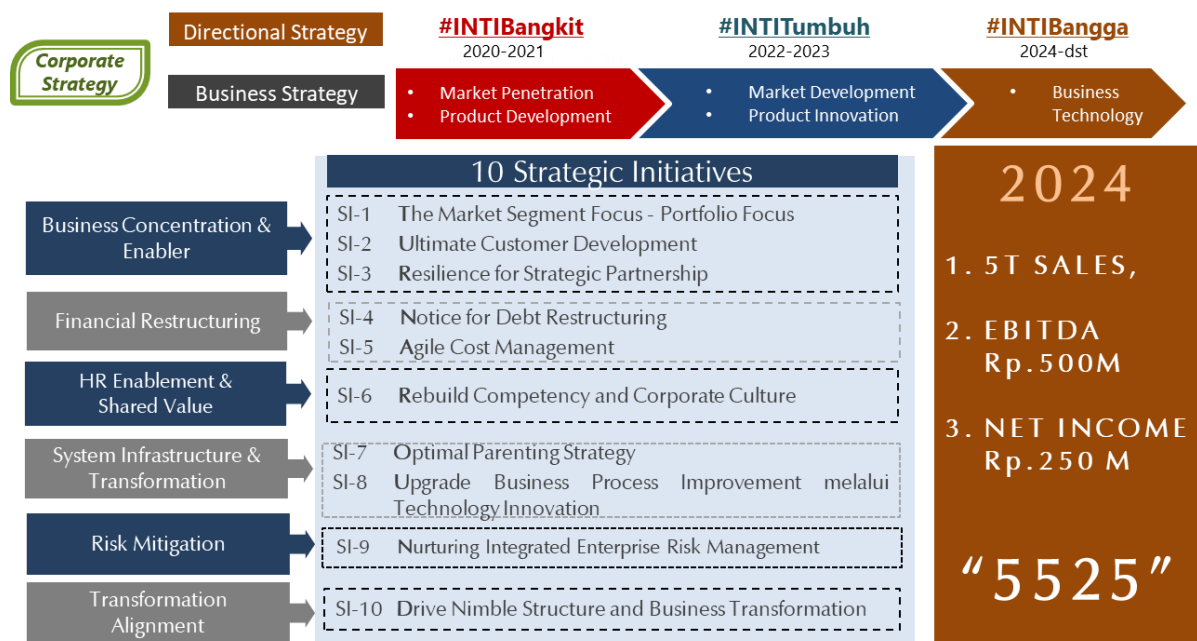 Corporate
Strategy
Directional Strategy
#INTIBangkit
2020-2021
#INTITumbuh
2022-2023
#INTIBangga
2024-dst
Business Strategy
• Market Penetration
• Product Development
• Market Development
• Product Innovation
• Business
Technology
10 Strategic Initiatives
Business Concentration &
Enabler
SI-1 The Market Segment Focus - Portfolio Focus
SI-2 Ultimate Customer Development
SI-3 Resilience for Strategic Partnership
Financial Restructuring
SI-4 Notice for Debt Restructuring
SI-5 Agile Cost Management
HR Enablement &
Shared Value
SI-6 Rebuild Competency and Corporate Culture
System Infrastructure &
Transformation
SI-7 Optimal Parenting Strategy
SI-8 Upgrade Business Process Improvement melalui
Technology Innovation
Risk Mitigation
SI-9 Nurturing Integrated Enterprise Risk Management
Transformation
Alignment
SI-10 Drive Nimble Structure and Business Transformation
2024
1. 5T SALES,
2. EBITDA
Rp.500M
3. NET INCOME
Rp.250 M
“5525”